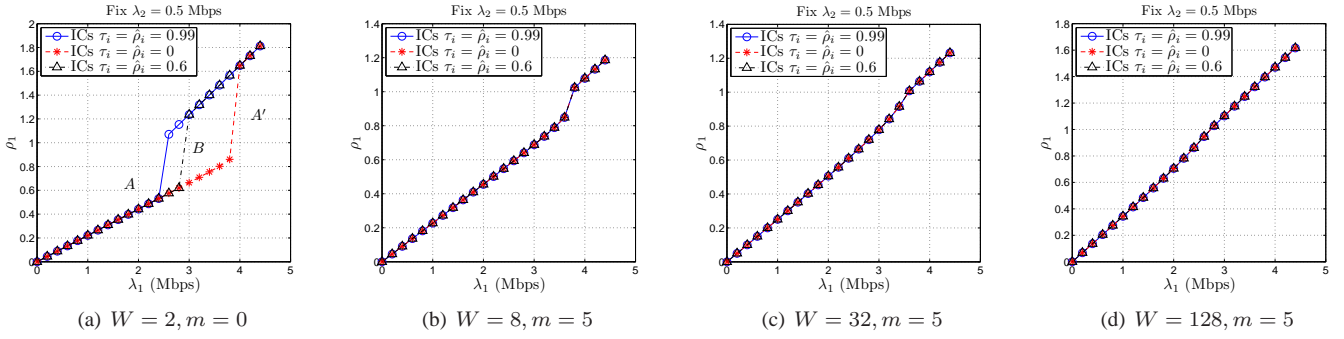 Fix λ₂ = 0.5 Mbps
ICs τᵢ = ρ̂ᵢ = 0.99
ICs τᵢ = ρ̂ᵢ = 0
ICs τᵢ = ρ̂ᵢ = 0.6
2
1.8
1.6
1.4
1.2
1
0.8
0.6
0.4
0.2
0
ρ₁
A
B
A′
0 1 2 3 4 5
λ₁ (Mbps)
(a) W = 2, m = 0
Fix λ₂ = 0.5 Mbps
ICs τᵢ = ρ̂ᵢ = 0.99
ICs τᵢ = ρ̂ᵢ = 0
ICs τᵢ = ρ̂ᵢ = 0.6
1.4
1.2
1
0.8
0.6
0.4
0.2
0
ρ₁
0 1 2 3 4 5
λ₁ (Mbps)
(b) W = 8, m = 5
Fix λ₂ = 0.5 Mbps
ICs τᵢ = ρ̂ᵢ = 0.99
ICs τᵢ = ρ̂ᵢ = 0
ICs τᵢ = ρ̂ᵢ = 0.6
1.4
1.2
1
0.8
0.6
0.4
0.2
0
ρ₁
0 1 2 3 4 5
λ₁ (Mbps)
(c) W = 32, m = 5
Fix λ₂ = 0.5 Mbps
ICs τᵢ = ρ̂ᵢ = 0.99
ICs τᵢ = ρ̂ᵢ = 0
ICs τᵢ = ρ̂ᵢ = 0.6
1.8
1.6
1.4
1.2
1
0.8
0.6
0.4
0.2
0
ρ₁
0 1 2 3 4 5
λ₁ (Mbps)
(d) W = 128, m = 5